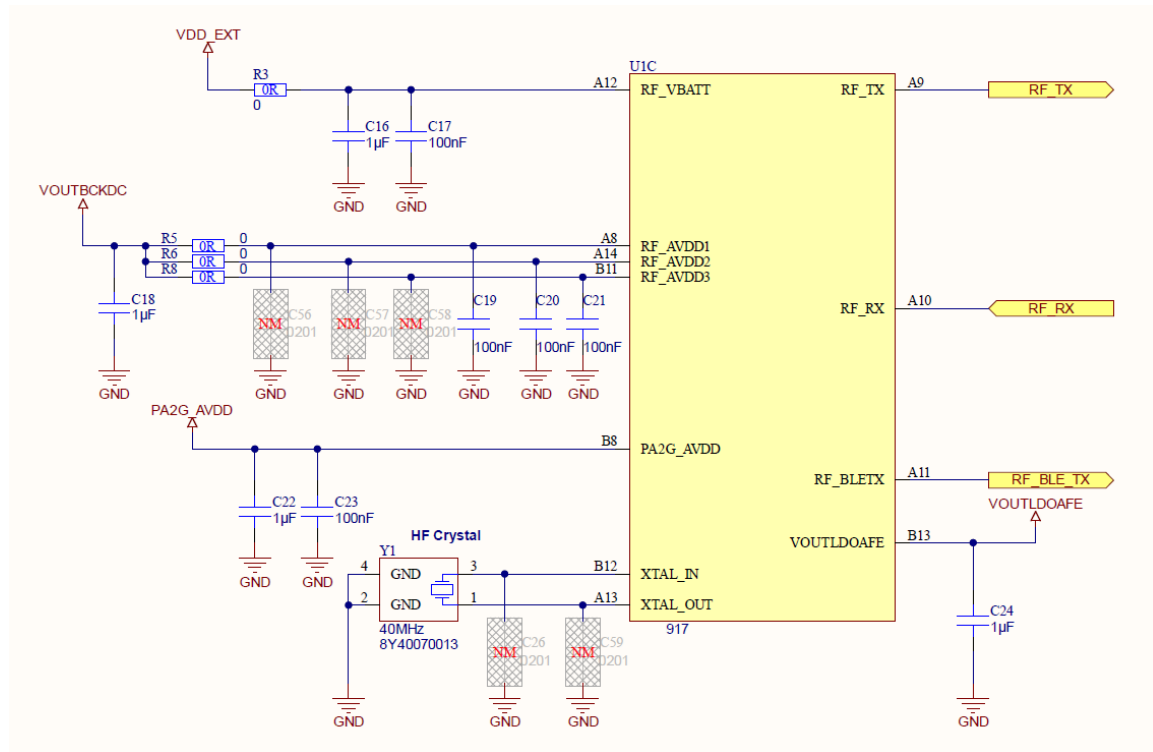 VDD_EXT
U1C
R3
0R
0
A12
RF_VBATT
RF_TX
A9
RF_TX
C16
1µF
C17
100nF
GND
GND
VOUTBCKDC
R5
0R
0
A8
RF_AVDD1
R6
0R
0
A14
RF_AVDD2
R8
0R
0
B11
RF_AVDD3
C18
1µF
NM
C56
0201
NM
C57
0201
NM
C58
0201
C19
100nF
C20
100nF
C21
100nF
RF_RX
A10
RF_RX
GND
GND
GND
GND
GND
GND
GND
PA2G_AVDD
B8
PA2G_AVDD
RF_BLETX
A11
RF_BLE_TX
C22
1µF
C23
100nF
GND
GND
VOUTLDOAFE
VOUTLDOAFE
B13
HF Crystal
Y1
4
GND
3
B12
XTAL_IN
2
GND
1
A13
XTAL_OUT
40MHz
8Y40070013
917
NM
C26
0201
NM
C59
0201
C24
1µF
GND
GND
GND
GND